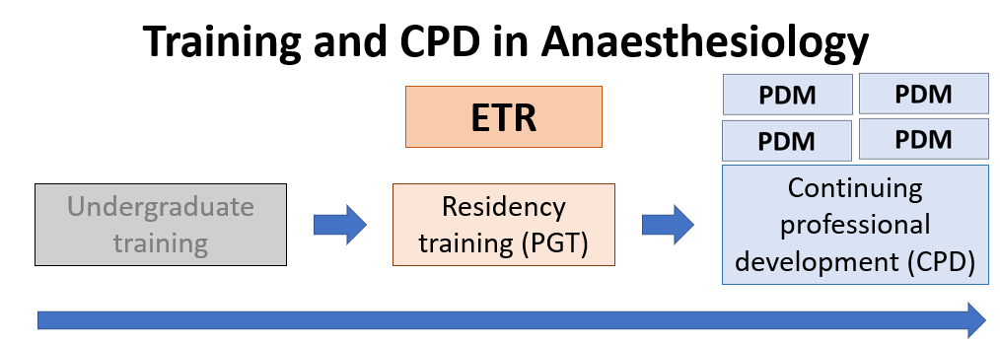 Training and CPD in Anaesthesiology
ETR
PDM
PDM
PDM
PDM
Undergraduate
training
Residency
training (PGT)
Continuing
professional
development (CPD)